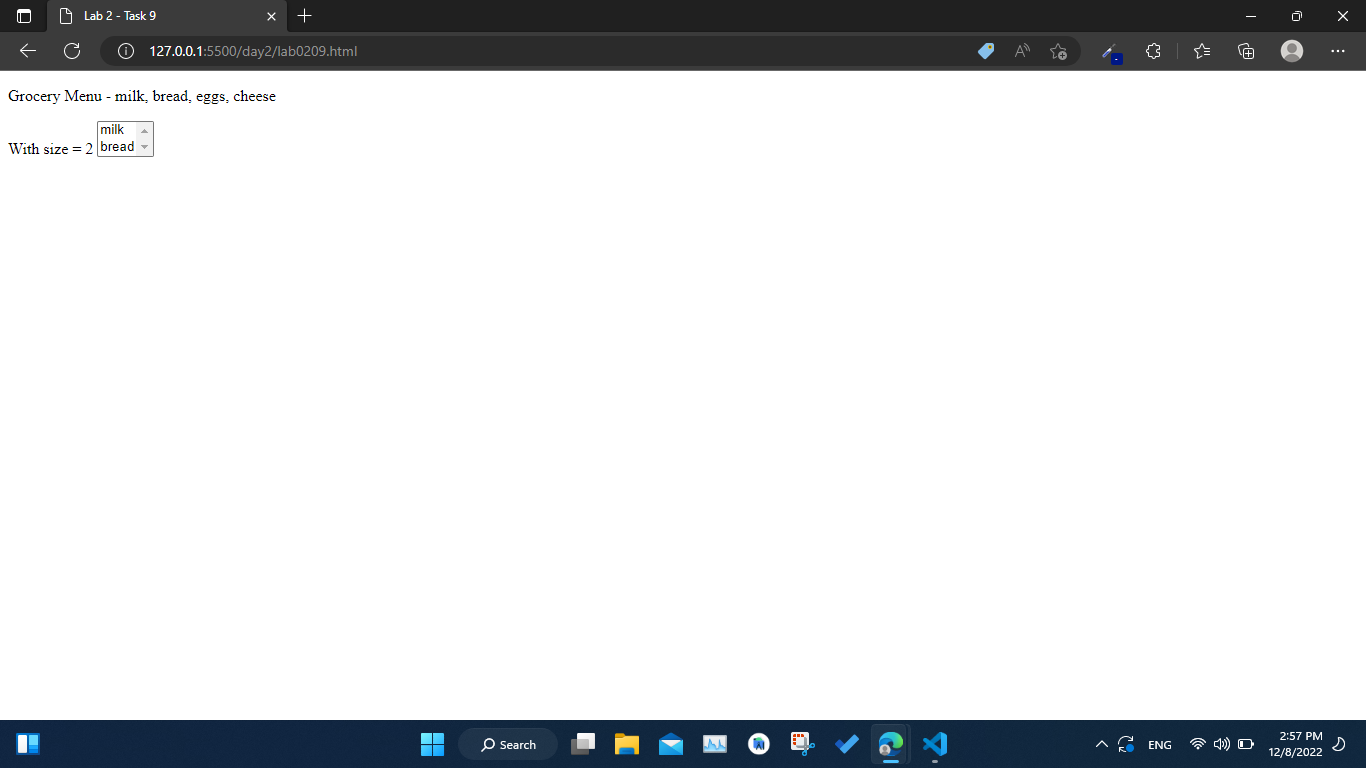 Lab 2 - Task 9
127.0.0.1:5500/day2/lab0209.html
Grocery Menu - milk, bread, eggs, cheese
milk
With size = 2 bread
Search
ENG
2:57 PM
12/8/2022